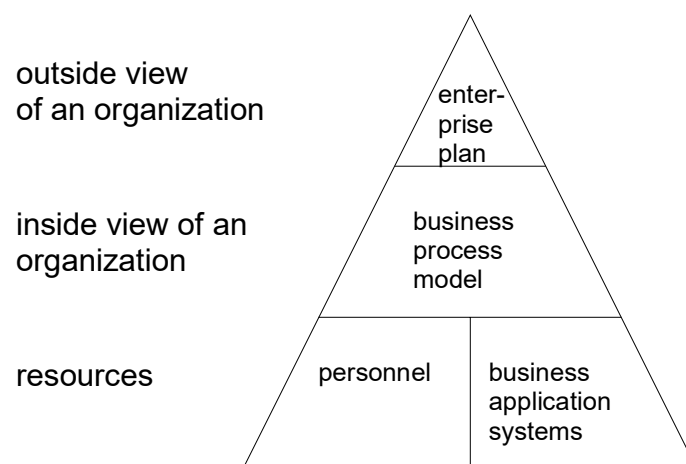 outside view
of an organization
enter-
prise
plan
inside view of an
organization
business
process
model
resources
personnel
business
application
systems